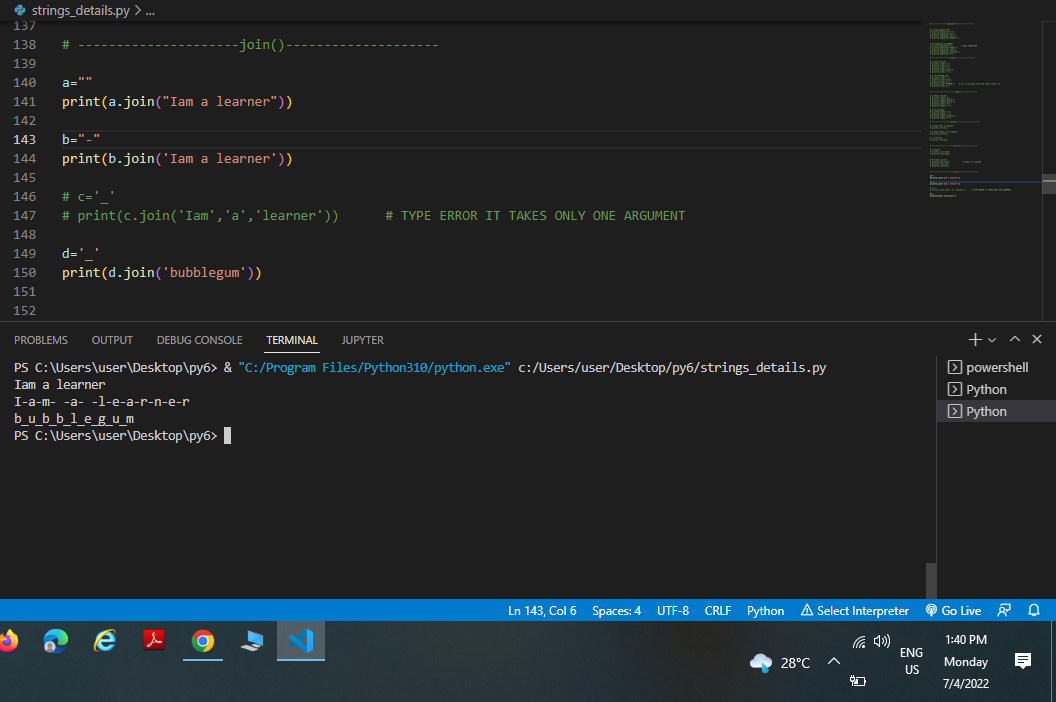 strings_details.py > ...
137
138 # ---------------------join()--------------------
139
140 a=""
141 print(a.join("Iam a learner"))
142
143 b="-"
144 print(b.join('Iam a learner'))
145
146 # c='_'
147 # print(c.join('Iam','a','learner'))      # TYPE ERROR IT TAKES ONLY ONE ARGUMENT
148
149 d='_'
150 print(d.join('bubblegum'))
151
152
PROBLEMS OUTPUT DEBUG CONSOLE TERMINAL JUPYTER
PS C:\Users\user\Desktop\py6> & "C:/Program Files/Python310/python.exe" c:/Users/user/Desktop/py6/strings_details.py
Iam a learner
I-a-m- -a- -l-e-a-r-n-e-r
b_u_b_b_l_e_g_u_m
PS C:\Users\user\Desktop\py6>
powershell
Python
Python
Ln 143, Col 6 Spaces: 4 UTF-8 CRLF Python Select Interpreter Go Live
28°C
ENG
US
1:40 PM
Monday
7/4/2022